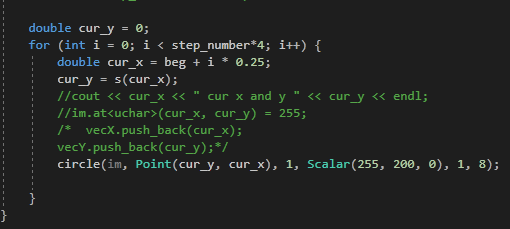 double cur_y = 0;
for (int i = 0; i < step_number*4; i++) {
double cur_x = beg + i * 0.25;
cur_y = s(cur_x);
//cout << cur_x << " cur x and y " << cur_y << endl;
//im.at<uchar>(cur_x, cur_y) = 255;
/*  vecX.push_back(cur_x);
vecY.push_back(cur_y);*/
circle(im, Point(cur_y, cur_x), 1, Scalar(255, 200, 0), 1, 8);
}
}